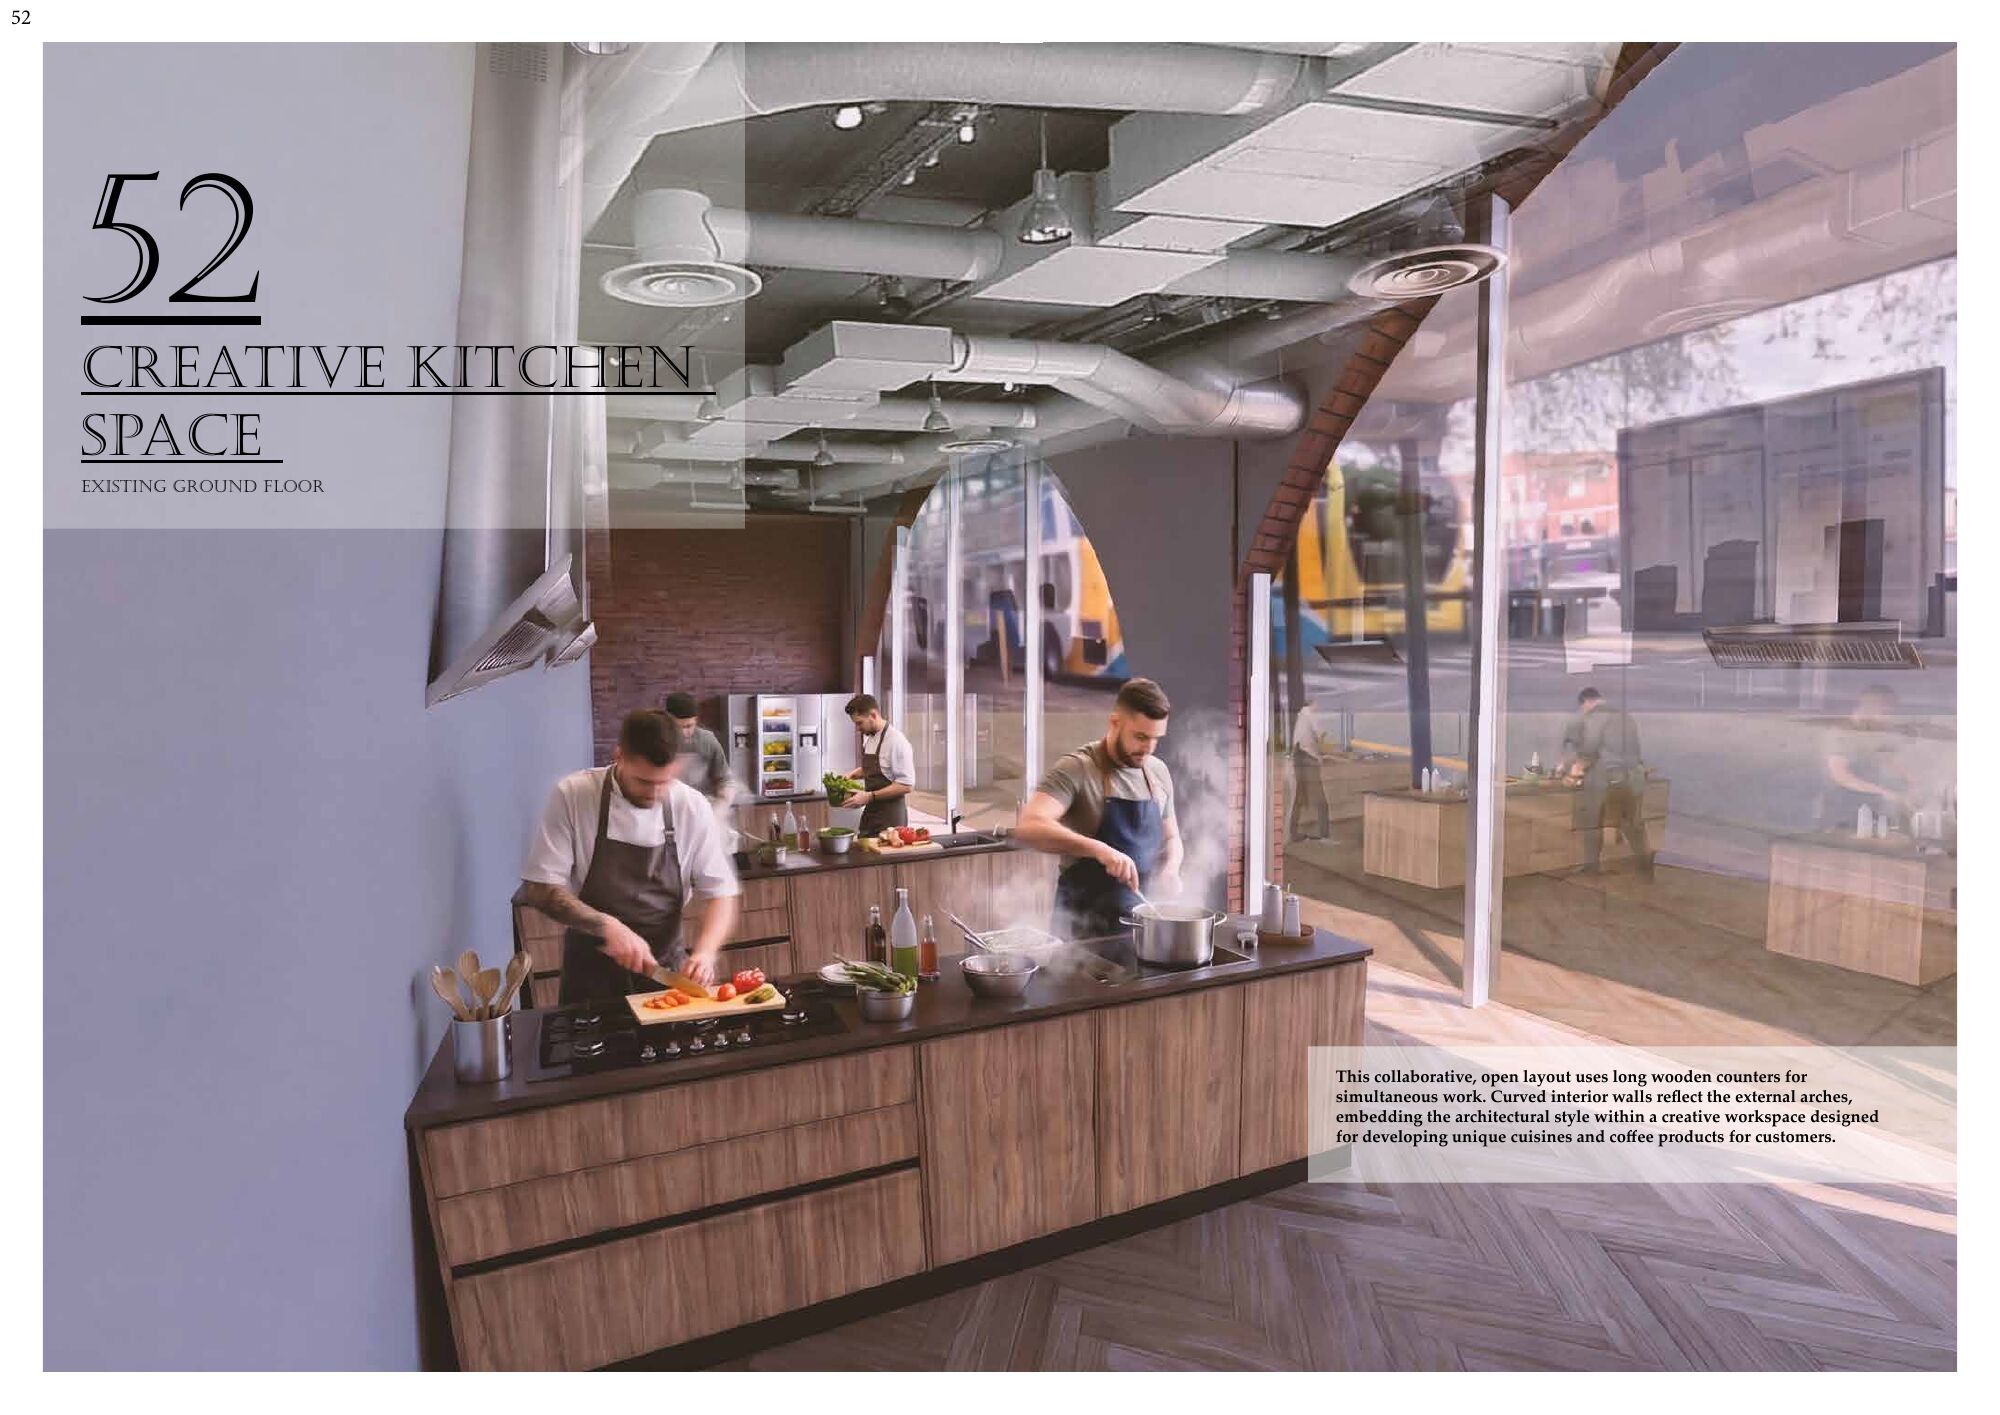 52
52
CREATIVE KITCHEN
SPACE
EXISTING GROUND FLOOR
This collaborative, open layout uses long wooden counters for
simultaneous work. Curved interior walls reflect the external arches,
embedding the architectural style within a creative workspace designed
for developing unique cuisines and coffee products for customers.